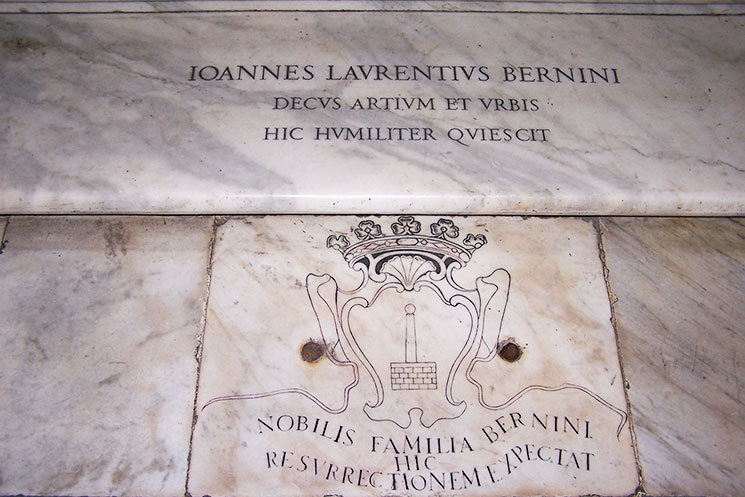 IOANNES LAVRENTIVS BERNINI
DECVS ARTIVM ET VRBIS
HIC HVMILITER QVIESCIT
NOBILIS FAMILIA BERNINI
HIC
RESVRRECTIONEM EXPECTAT